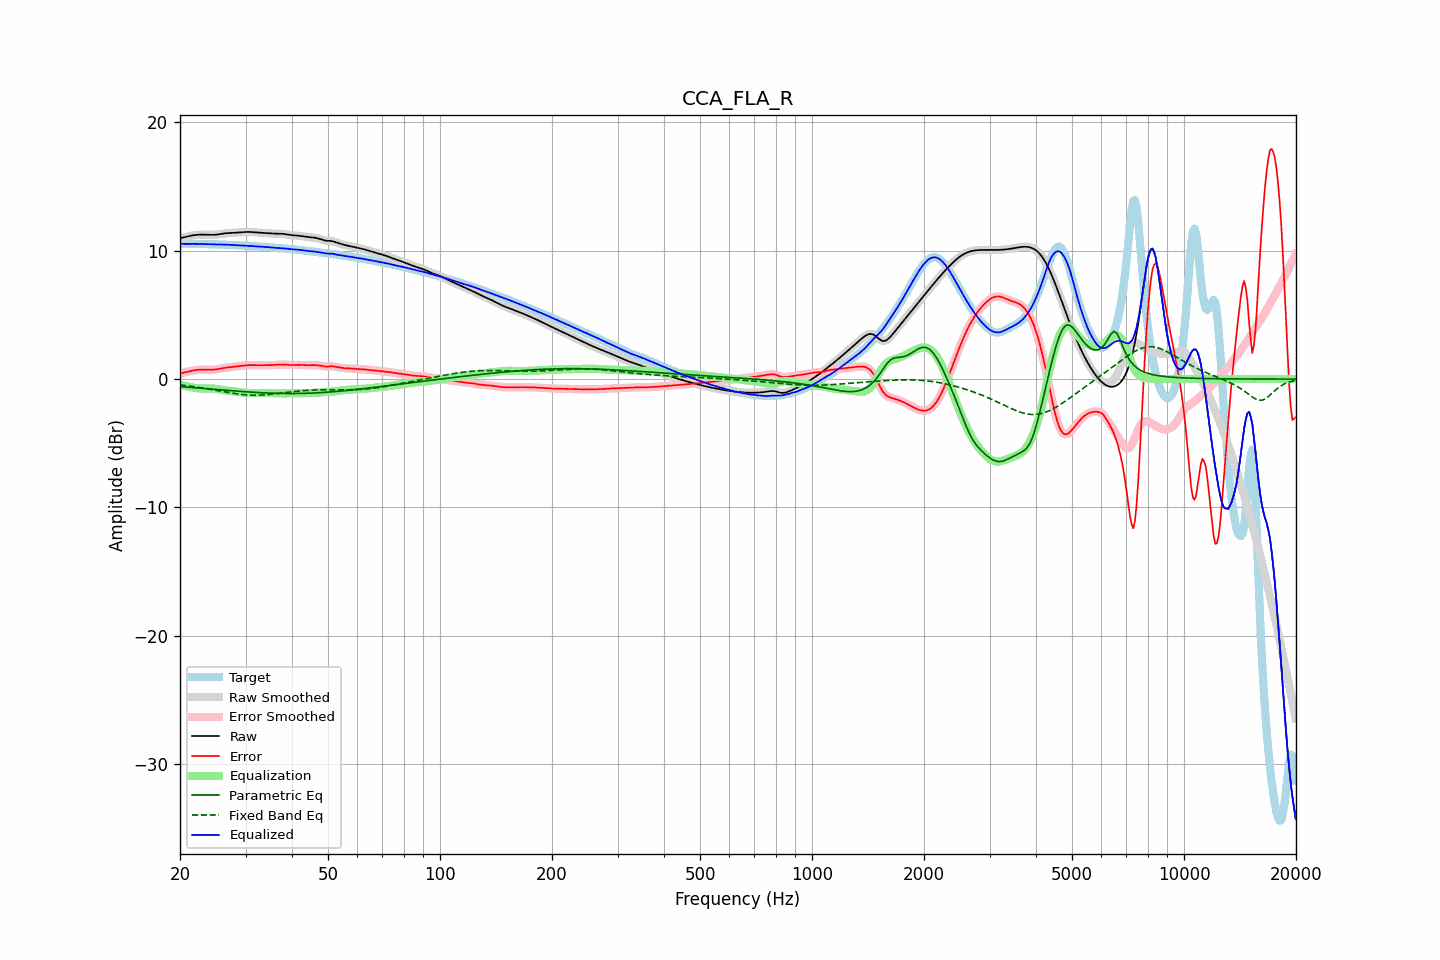 CCA_FLA_R
20
10
0
−10
−20
−30
Amplitude (dBr)
Target
Raw Smoothed
Error Smoothed
Raw
Error
Equalization
Parametric Eq
Fixed Band Eq
Equalized
20 50 100 200 500 1000 2000 5000 10000 20000
Frequency (Hz)